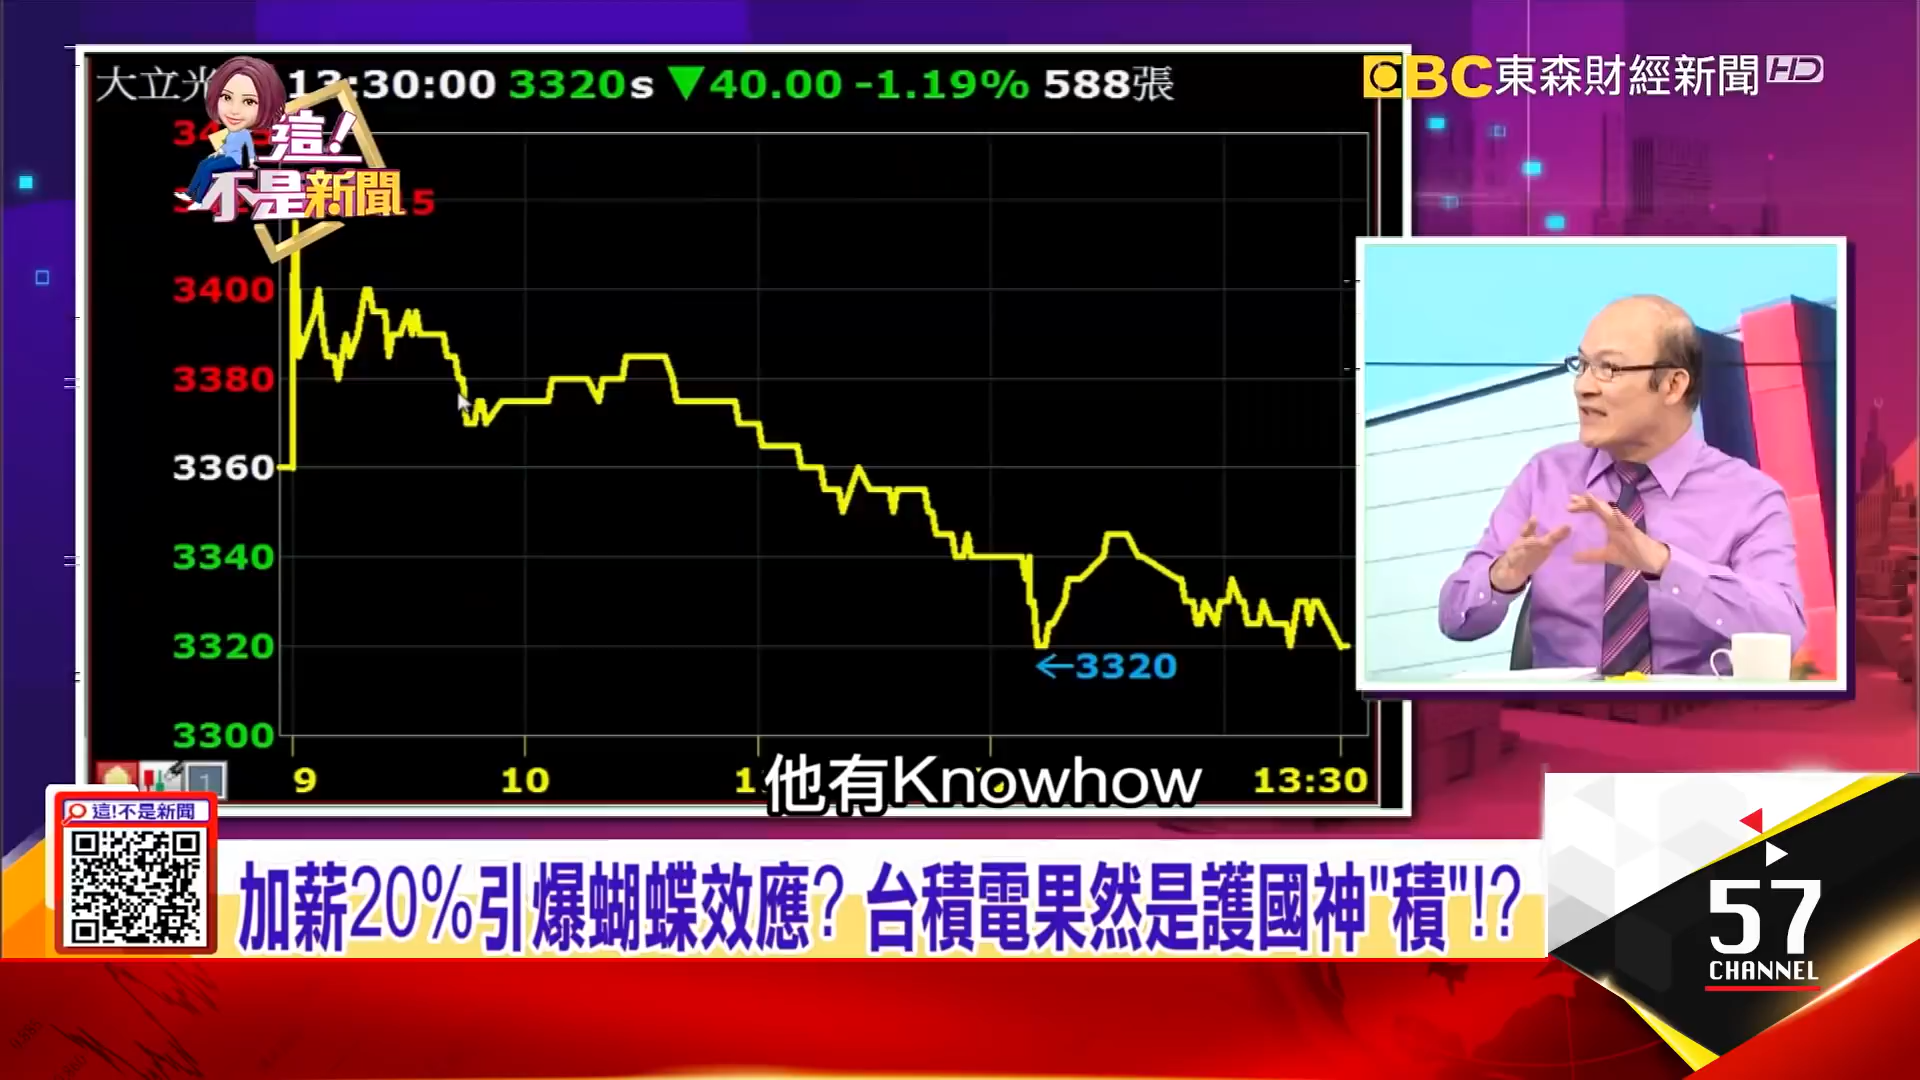 大立光 13:30:00 3320s ▼40.00 -1.19% 588張
EBC東森財經新聞HD
這!
不是新聞
3400
3380
3360
3340
3320
3300
←3320
9
10
13:30
他有Knowhow
這!不是新聞
加薪20%引爆蝴蝶效應? 台積電果然是護國神"積"!?
57
CHANNEL